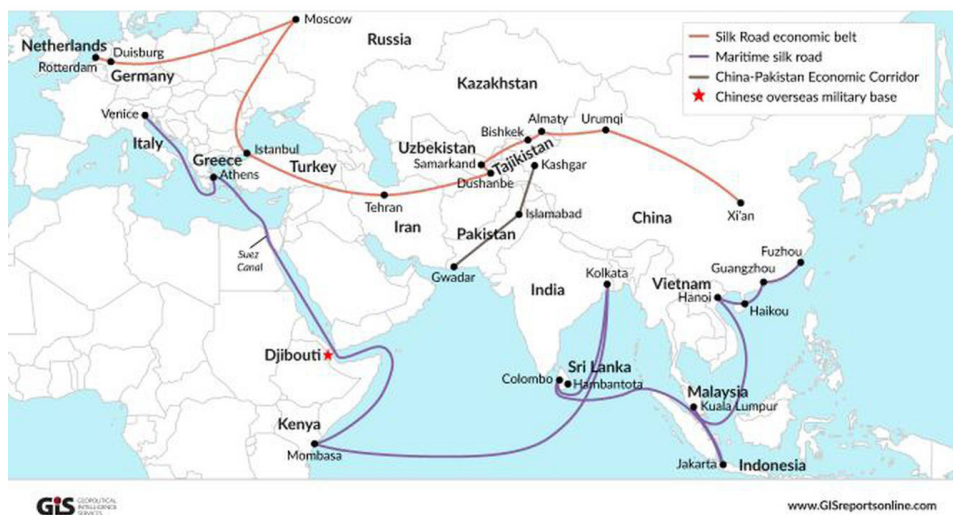 Moscow
Netherlands
Duisburg
Rotterdam
Germany
Russia
Silk Road economic belt
Maritime silk road
China-Pakistan Economic Corridor
Chinese overseas military base
Kazakhstan
Venice
Italy
Almaty
Urumqi
Bishkek
Uzbekistan
Istanbul
Greece
Turkey
Samarkand
Tajikistan
Kashgar
Athens
Dushanbe
Tehran
Iran
Islamabad
Pakistan
China
Xi'an
Suez
Canal
Gwadar
Kolkata
India
Fuzhou
Guangzhou
Vietnam
Hanoi
Haikou
Djibouti
Sri Lanka
Colombo
Hambantota
Malaysia
Kuala Lumpur
Kenya
Mombasa
Jakarta
Indonesia
GIS
GEOPOLITICAL
INTELLIGENCE
SERVICES
www.GISreportsonline.com